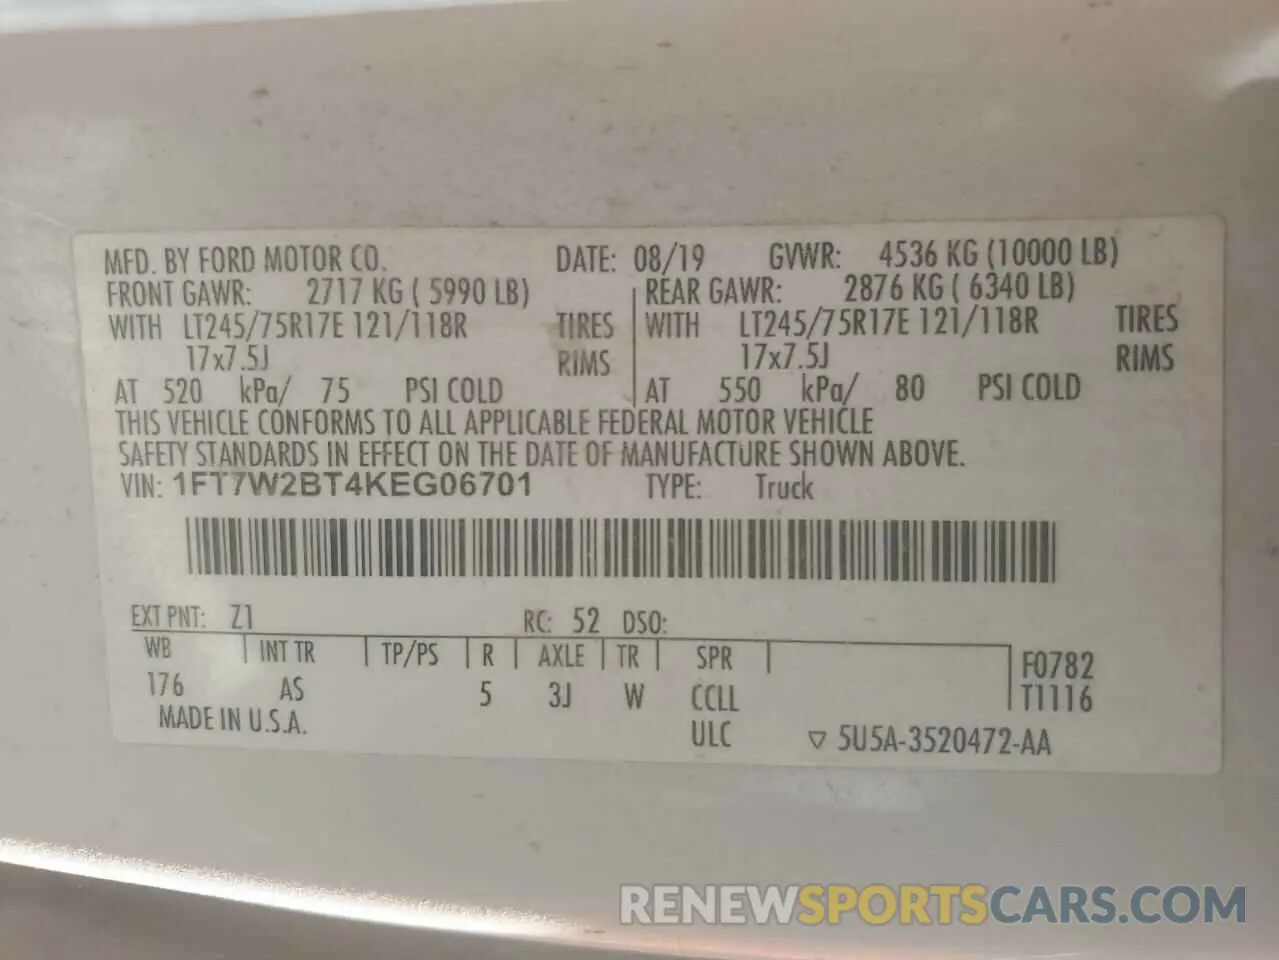 MFD. BY FORD MOTOR CO. DATE: 08/19 GVWR: 4536 KG (10000 LB)
FRONT GAWR: 2717 KG ( 5990 LB) REAR GAWR: 2876 KG ( 6340 LB)
WITH LT245/75R17E 121/118R TIRES WITH LT245/75R17E 121/118R TIRES
17x7.5J RIMS 17x7.5J RIMS
AT 520 kPa/ 75 PSI COLD AT 550 kPa/ 80 PSI COLD
THIS VEHICLE CONFORMS TO ALL APPLICABLE FEDERAL MOTOR VEHICLE
SAFETY STANDARDS IN EFFECT ON THE DATE OF MANUFACTURE SHOWN ABOVE.
VIN: 1FT7W2BT4KEG06701 TYPE: Truck
EXT PNT: Z1 RC: 52 DSO:
WB INT TR TP/PS R AXLE TR SPR F0782
176 AS 5 3J W CCLL T1116
MADE IN U.S.A. ULC ▽ 5U5A-3520472-AA
RENEWSPORTSCARS.COM